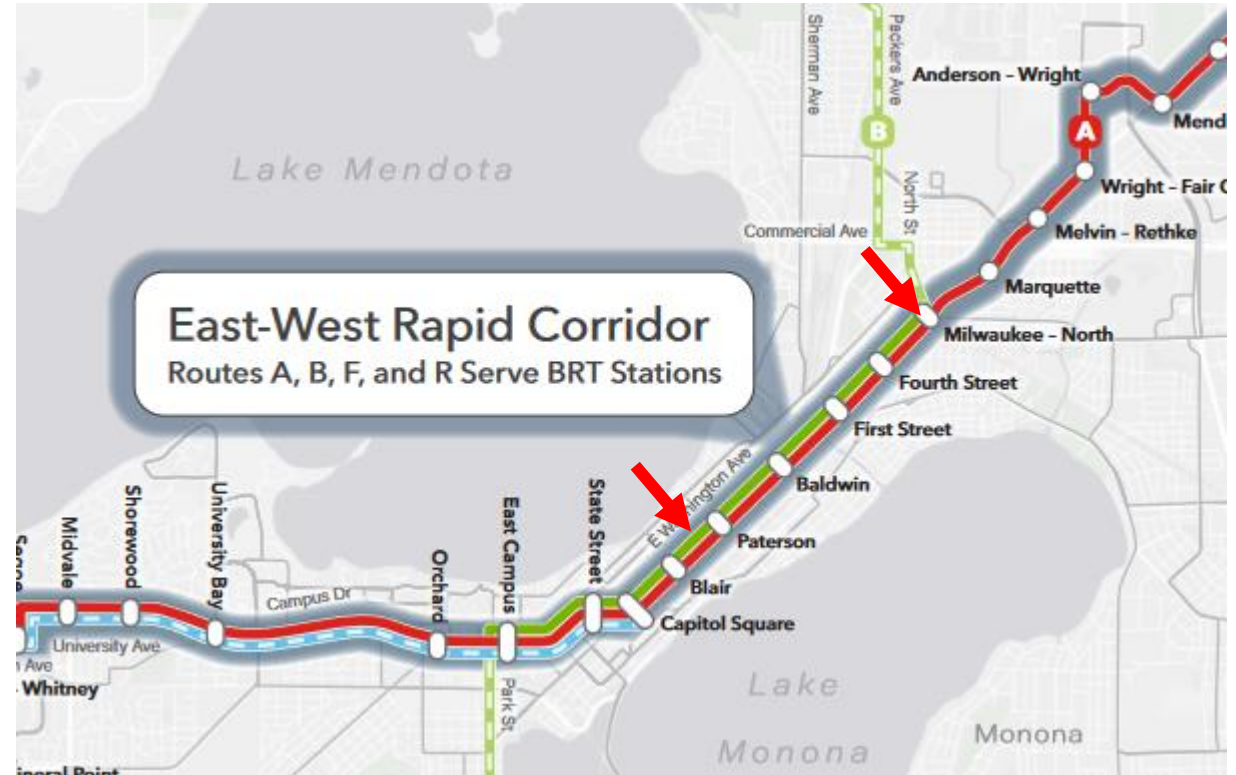 Sherman Ave
Packers Ave
Anderson – Wright
B
A
Mend
Lake Mendota
North St
Wright – Fair
Commercial Ave
Melvin – Rethke
Marquette
East-West Rapid Corridor
Routes A, B, F, and R Serve BRT Stations
Milwaukee – North
Fourth Street
First Street
E Washington Ave
Baldwin
Paterson
Blair
Capitol Square
State Street
East Campus
Orchard
Campus Dr
University Bay
Shorewood
Midvale
University Ave
Ave
Whitney
Park St
Lake
Monona
Monona
Point